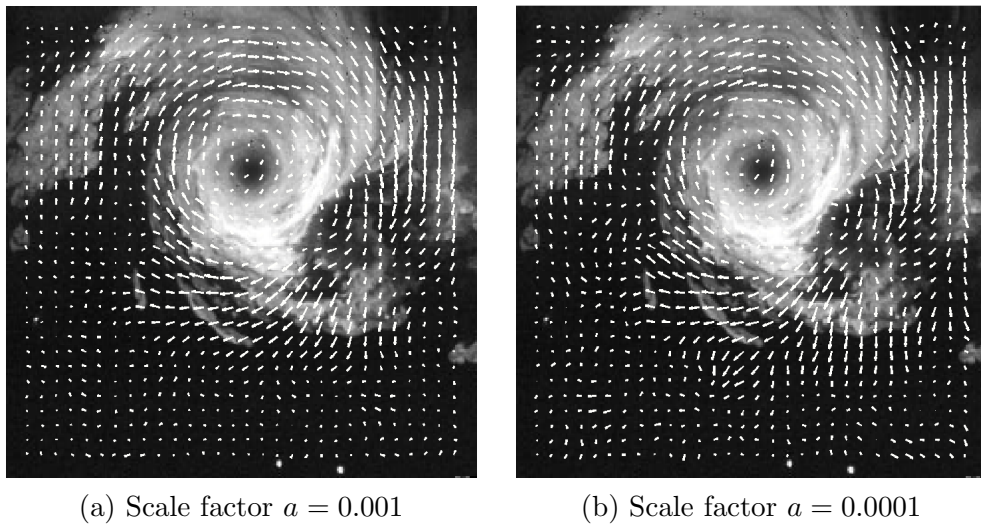 (a) Scale factor a = 0.001
(b) Scale factor a = 0.0001